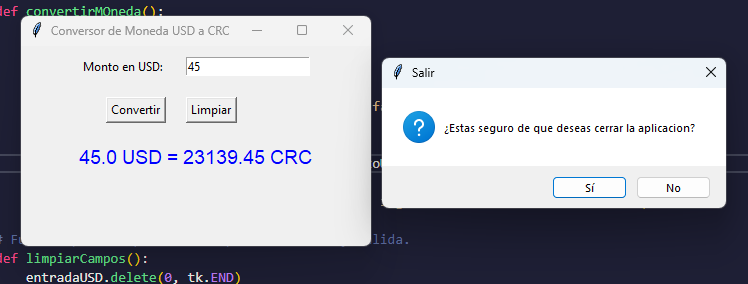 def convertirMOneda():
Conversor de Moneda USD a CRC
Monto en USD: 45
Convertir Limpiar
45.0 USD = 23139.45 CRC
Salir
¿Estas seguro de que deseas cerrar la aplicacion?
Sí No
lida.
def limpiarCampos():
entradaUSD.delete(0, tk.END)